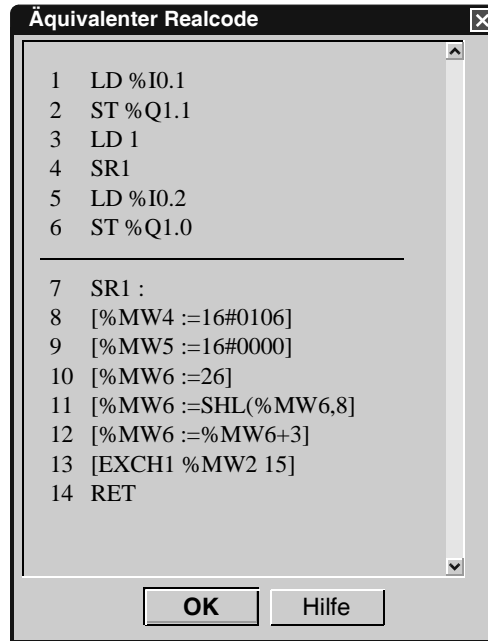 Äquivalenter Realcode
1 LD %I0.1
2 ST %Q1.1
3 LD 1
4 SR1
5 LD %I0.2
6 ST %Q1.0
7 SR1 :
8 [%MW4 :=16#0106]
9 [%MW5 :=16#0000]
10 [%MW6 :=26]
11 [%MW6 :=SHL(%MW6,8]
12 [%MW6 :=%MW6+3]
13 [EXCH1 %MW2 15]
14 RET
OK Hilfe